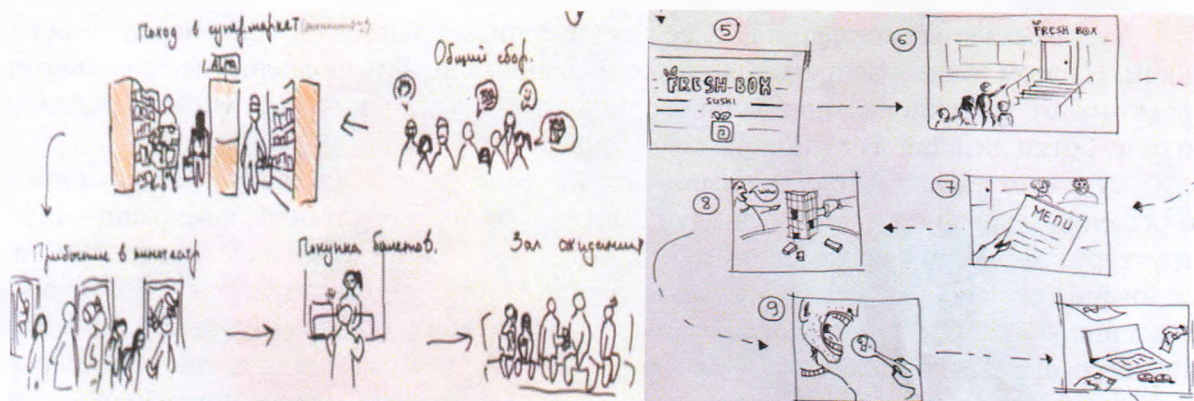 Поход в супермаркет
Общий сбор.
Прибытие в кинотеатр
Покупка билетов.
Зал ожидания
5
FRESH-BOX
SUSHI
6
FRESH BOX
7
MENU
8
9